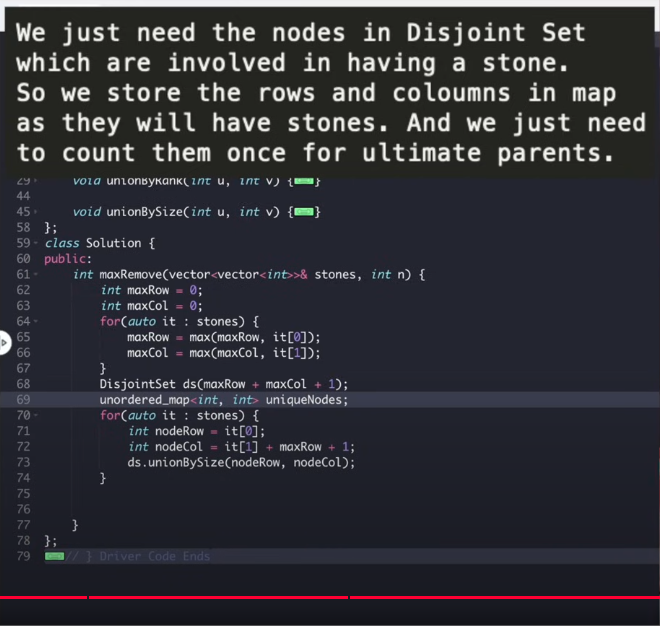 We just need the nodes in Disjoint Set
which are involved in having a stone.
So we store the rows and coloumns in map
as they will have stones. And we just need
to count them once for ultimate parents.
29 void unionByRank(int u, int v) {}
44
45 void unionBySize(int u, int v) {}
58 };
59 class Solution {
60 public:
61 int maxRemove(vector<vector<int>>& stones, int n) {
62 int maxRow = 0;
63 int maxCol = 0;
64 for(auto it : stones) {
65 maxRow = max(maxRow, it[0]);
66 maxCol = max(maxCol, it[1]);
67 }
68 DisjointSet ds(maxRow + maxCol + 1);
69 unordered_map<int, int> uniqueNodes;
70 for(auto it : stones) {
71 int nodeRow = it[0];
72 int nodeCol = it[1] + maxRow + 1;
73 ds.unionBySize(nodeRow, nodeCol);
74 }
75
76
77 }
78 };
79 // } Driver Code Ends